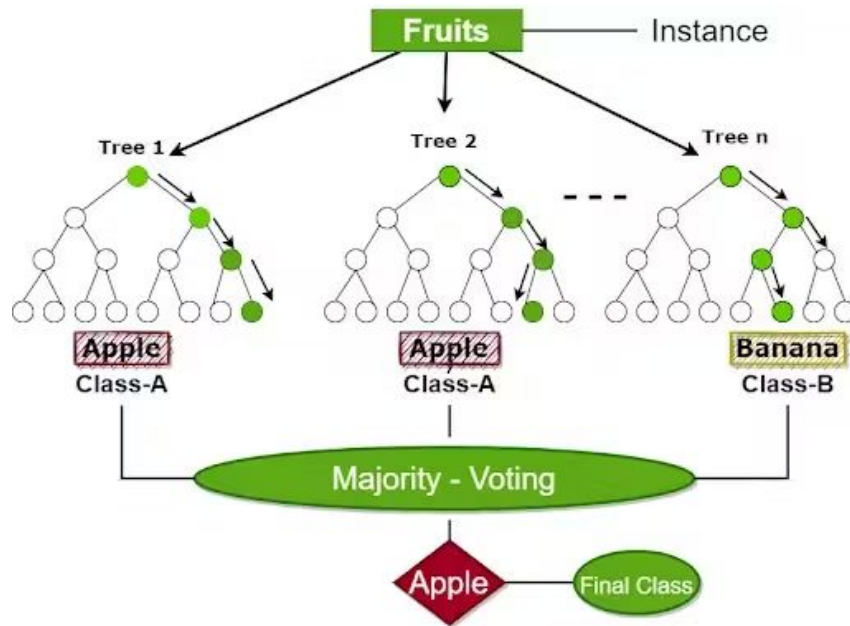 Fruits
Instance
Tree 1
Tree 2
Tree n
Apple
Apple
Banana
Class-A
Class-A
Class-B
Majority - Voting
Apple
Final Class